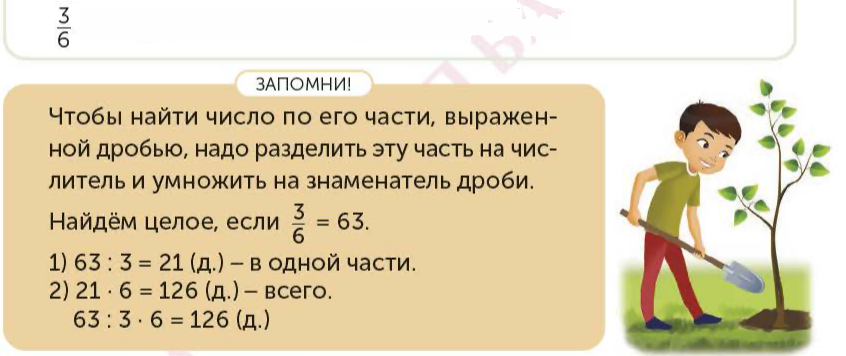 3/6
ЗАПОМНИ!
Чтобы найти число по его части, выражен-
ной дробью, надо разделить эту часть на чис-
литель и умножить на знаменатель дроби.
Найдём целое, если 3/6 = 63.
1) 63 : 3 = 21 (д.) – в одной части.
2) 21 · 6 = 126 (д.) – всего.
63 : 3 · 6 = 126 (д.)